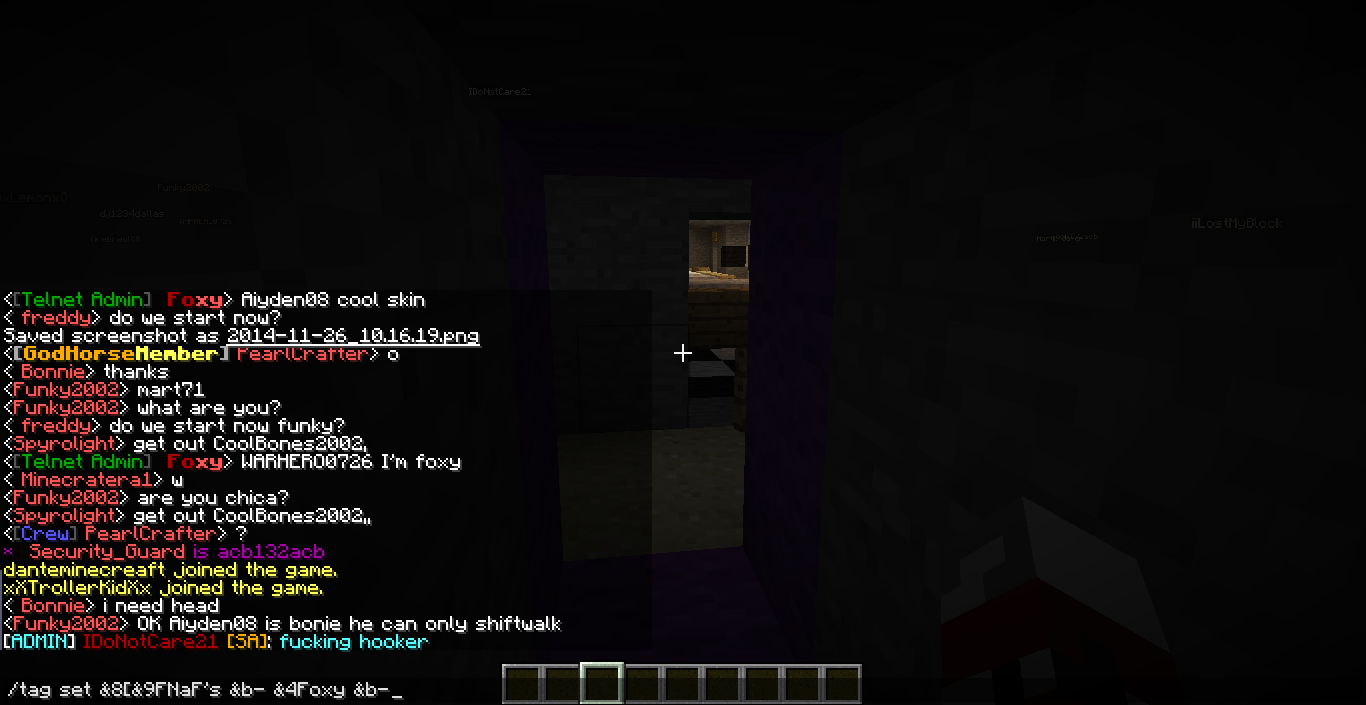 IDoNotCare21
Funky2002
dj1234dallas
iiLostMyBlock
<[Telnet Admin] Foxy> Aiyden08 cool skin
< freddy> do we start now?
Saved screenshot as 2014-11-26_10.16.19.png
<[GodHorseMember] PearlCrafter> o
< Bonnie> thanks
<Funky2002> mart71
<Funky2002> what are you?
< freddy> do we start now funky?
<Spyrolight> get out CoolBones2002,
<[Telnet Admin] Foxy> WARHERO0726 I'm foxy
< Minecratera1> w
<Funky2002> are you chica?
<Spyrolight> get out CoolBones2002,,
<[Crew] PearlCrafter> ?
* Security_Guard is acb132acb
danteminecreaft joined the game.
xXTrollerKidXx joined the game.
< Bonnie> i need head
<Funky2002> OK Aiyden08 is bonie he can only shiftwalk
[ADMIN] IDoNotCare21 [SA]: fucking hooker
/tag set &8[&9FNaF's &b- &4Foxy &b-_